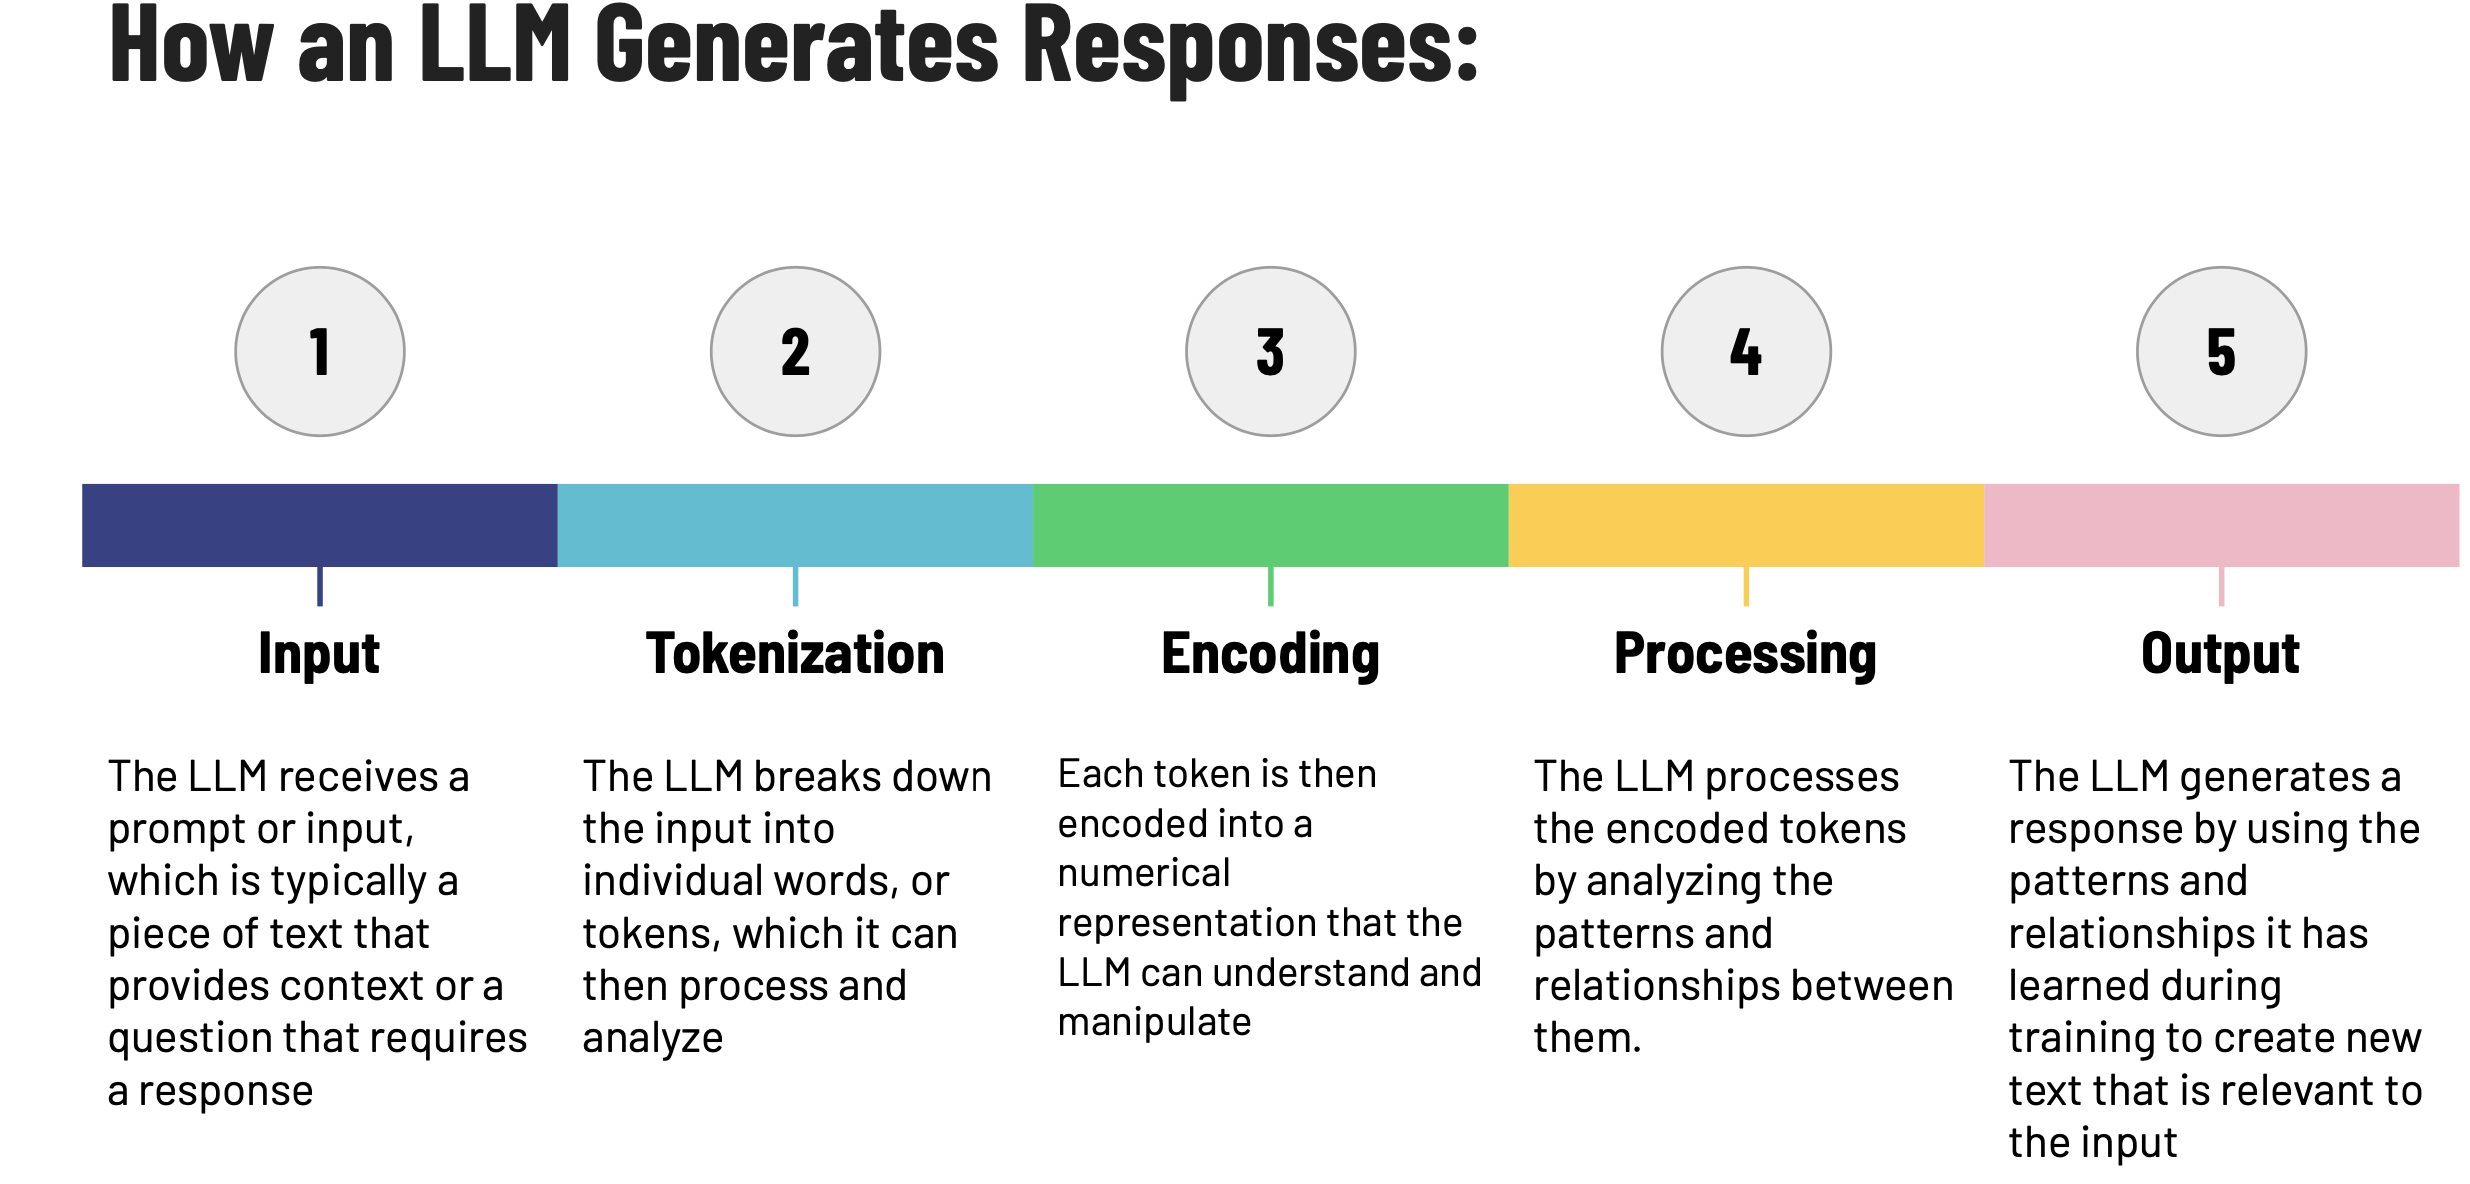 How an LLM Generates Responses:
1
2
3
4
5
Input
The LLM receives a
prompt or input,
which is typically a
piece of text that
provides context or a
question that requires
a response
Tokenization
The LLM breaks down
the input into
individual words, or
tokens, which it can
then process and
analyze
Encoding
Each token is then
encoded into a
numerical
representation that the
LLM can understand and
manipulate
Processing
The LLM processes
the encoded tokens
by analyzing the
patterns and
relationships between
them.
Output
The LLM generates a
response by using the
patterns and
relationships it has
learned during
training to create new
text that is relevant to
the input